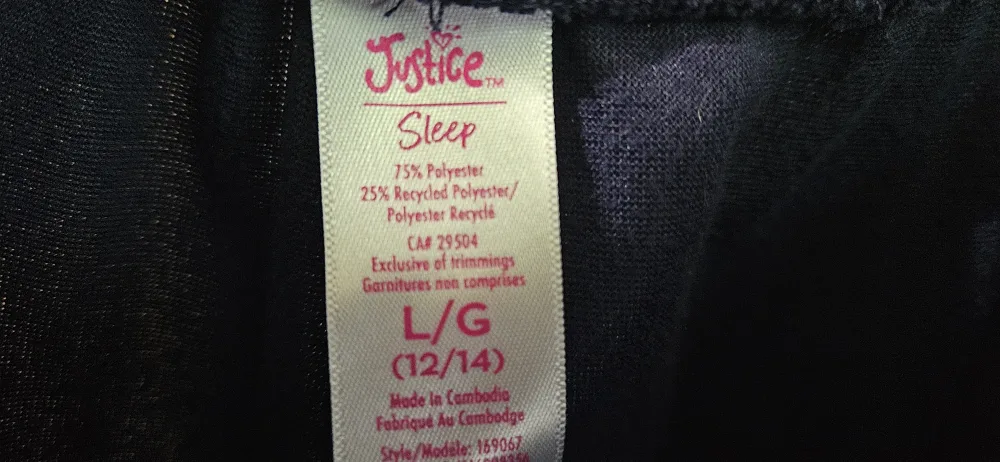 Justice™
Sleep
75% Polyester
25% Recycled Polyester/
Polyester Recyclé
CA# 29504
Exclusive of trimmings
Garnitures non comprises
L/G
(12/14)
Made In Cambodia
Fabriqué Au Cambodge
Style/Modèle: 169067